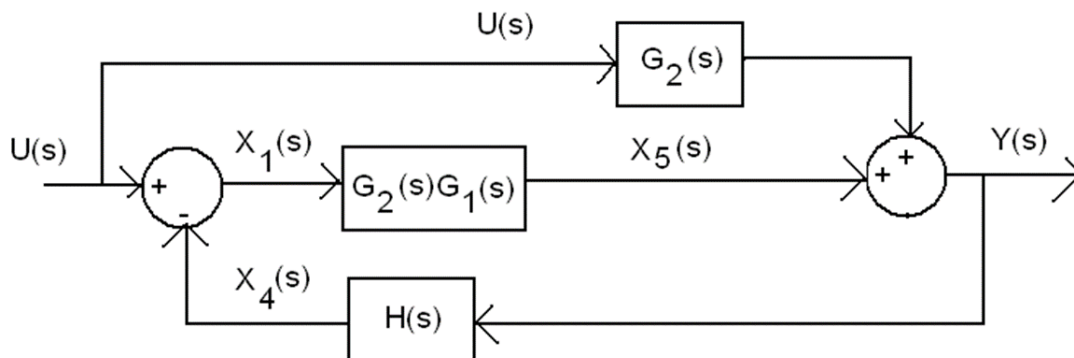 U(s)
G₂(s)
U(s)
X₁(s)
X₅(s)
Y(s)
+
G₂(s)G₁(s)
+
+
-
X₄(s)
H(s)